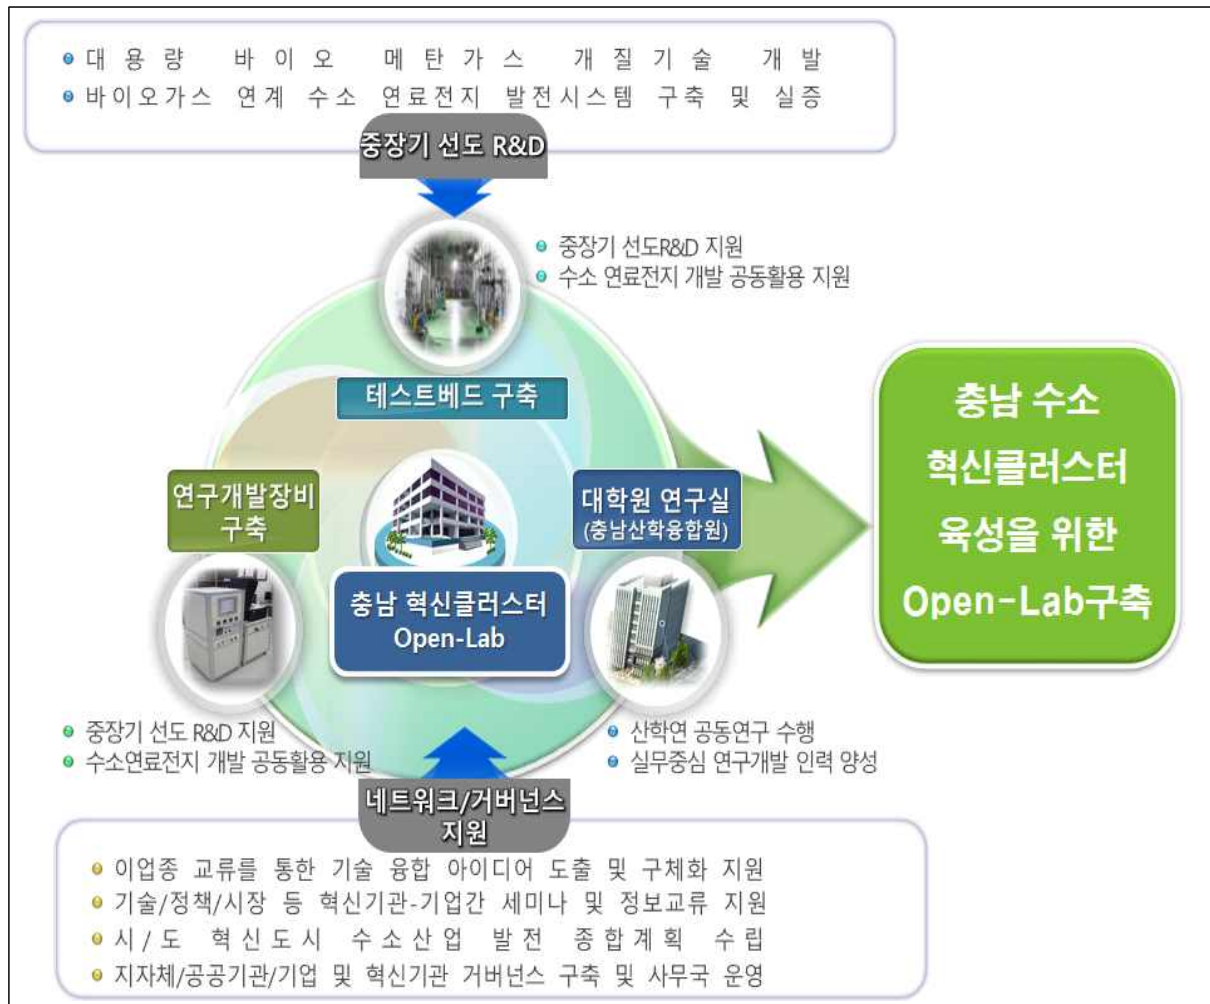 대용량 바이오 메탄가스 개질기술 개발
바이오가스 연계 수소 연료전지 발전시스템 구축 및 실증
중장기 선도 R&D
중장기 선도R&D 지원
수소 연료전지 개발 공동활용 지원
테스트베드 구축
연구개발장비
구축
대학원 연구실
(충남산학융합원)
충남 혁신클러스터
Open-Lab
충남 수소
혁신클러스터
육성을 위한
Open-Lab구축
중장기 선도 R&D 지원
수소연료전지 개발 공동활용 지원
산학연 공동연구 수행
실무중심 연구개발 인력 양성
네트워크/거버넌스
지원
이업종 교류를 통한 기술 융합 아이디어 도출 및 구체화 지원
기술/정책/시장 등 혁신기관-기업간 세미나 및 정보교류 지원
시/도 혁신도시 수소산업 발전 종합계획 수립
지자체/공공기관/기업 및 혁신기관 거버넌스 구축 및 사무국 운영